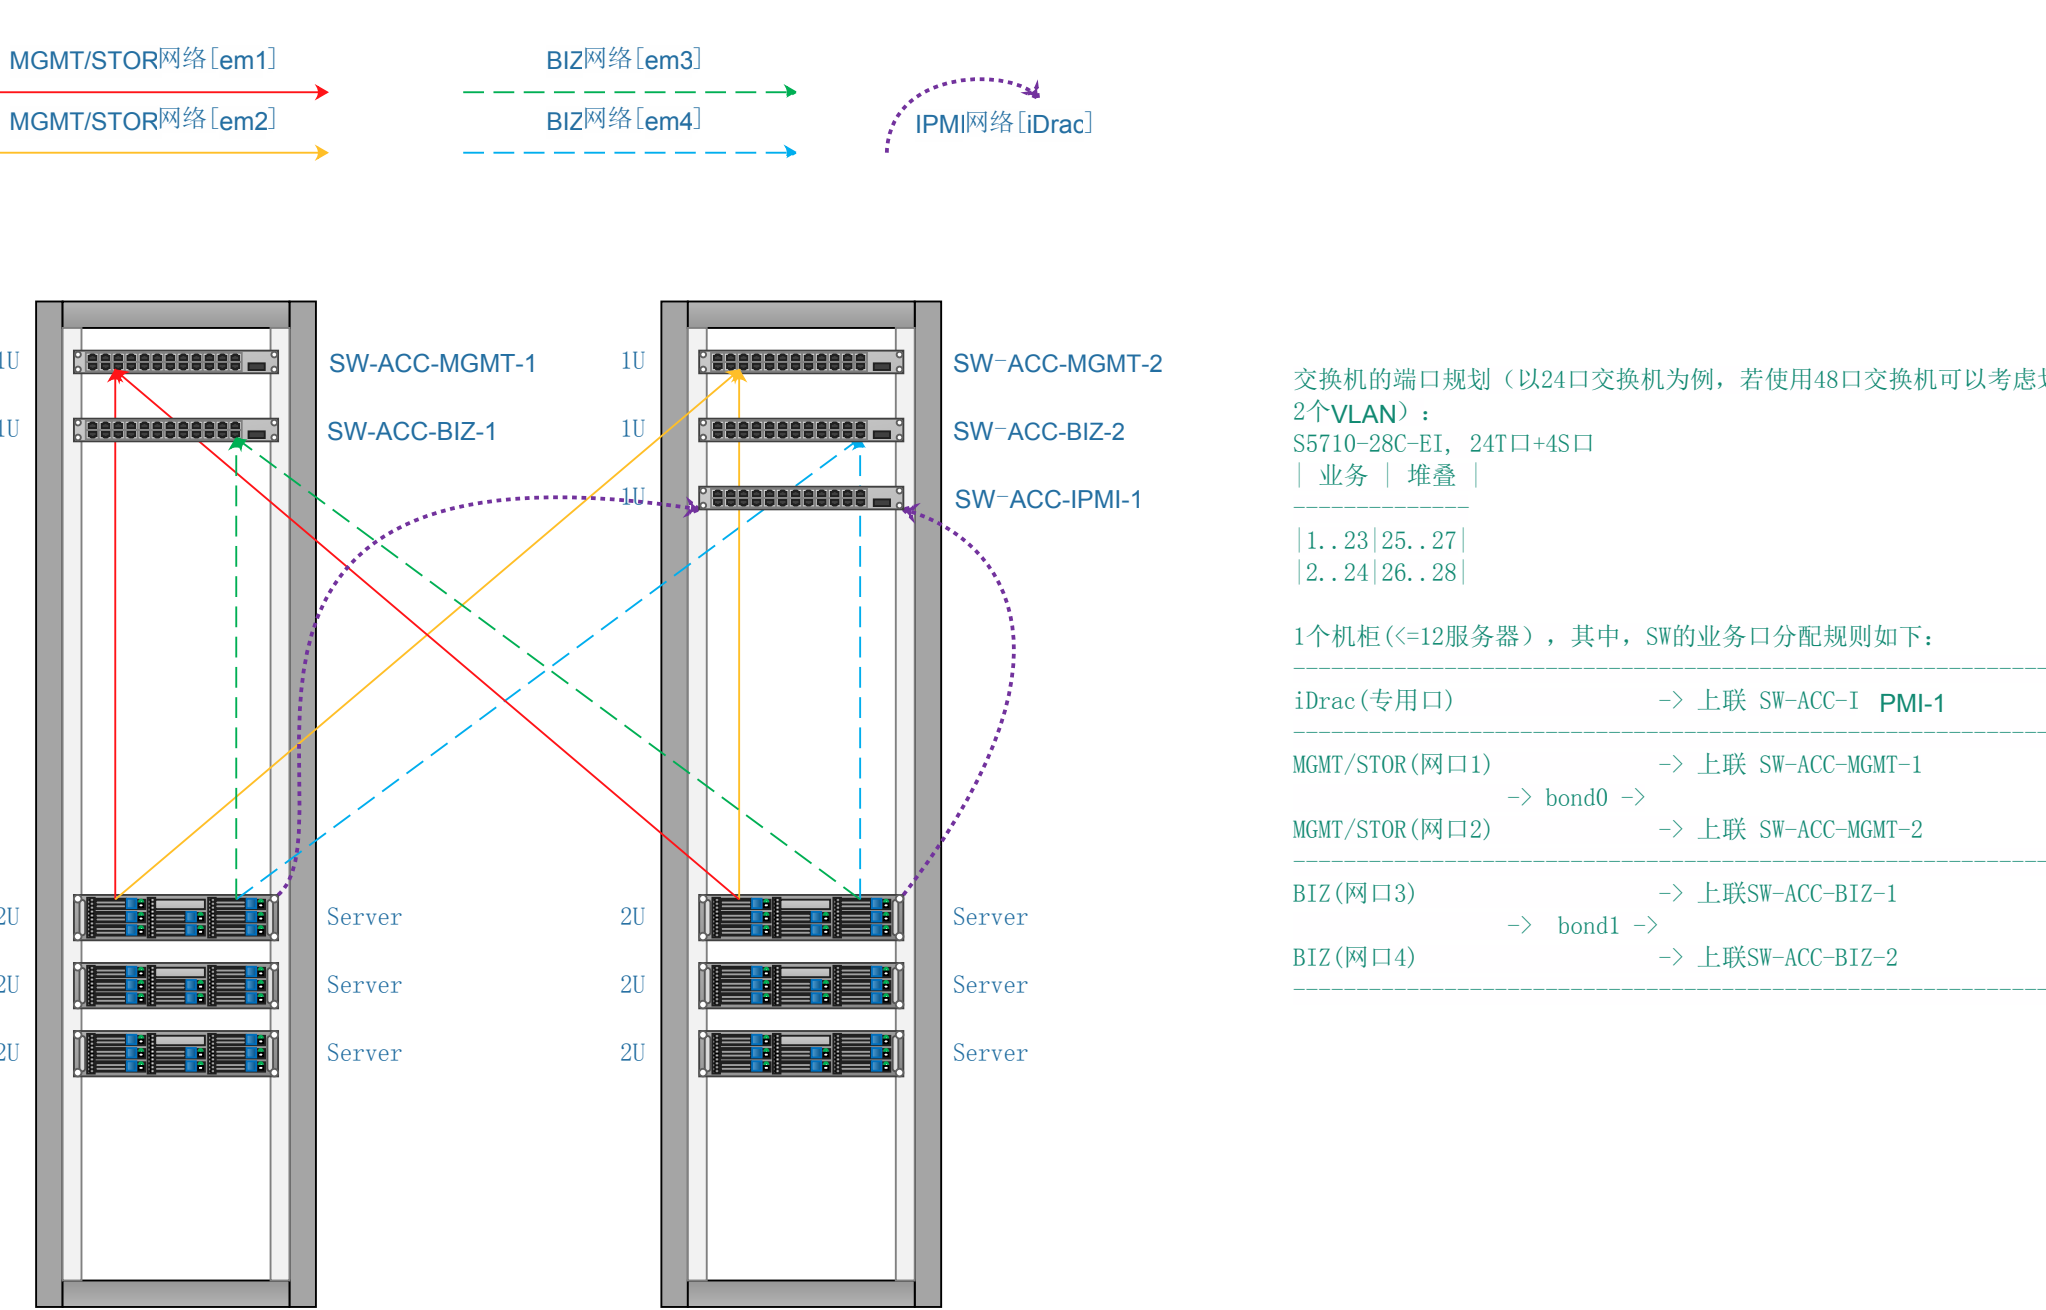 MGMT/STOR网络[em1]
BIZ网络[em3]
MGMT/STOR网络[em2]
BIZ网络[em4]
IPMI网络[iDrac]
1U
SW-ACC-MGMT-1
1U
SW-ACC-MGMT-2
1U
SW-ACC-BIZ-1
1U
SW-ACC-BIZ-2
1U
SW-ACC-IPMI-1
2U
Server
2U
Server
2U
Server
2U
Server
2U
Server
2U
Server
交换机的端口规划（以24口交换机为例，若使用48口交换机可以考虑
2个VLAN）：
S5710-28C-EI, 24T口+4S口
| 业务 | 堆叠 |
--------------
|1..23|25..27|
|2..24|26..28|
1个机柜(<=12服务器），其中，SW的业务口分配规则如下：
------------------------------------------------------------
iDrac(专用口) -> 上联 SW-ACC-I PMI-1
------------------------------------------------------------
MGMT/STOR(网口1) -> 上联 SW-ACC-MGMT-1
-> bond0 ->
MGMT/STOR(网口2) -> 上联 SW-ACC-MGMT-2
------------------------------------------------------------
BIZ(网口3) -> 上联SW-ACC-BIZ-1
-> bond1 ->
BIZ(网口4) -> 上联SW-ACC-BIZ-2
------------------------------------------------------------